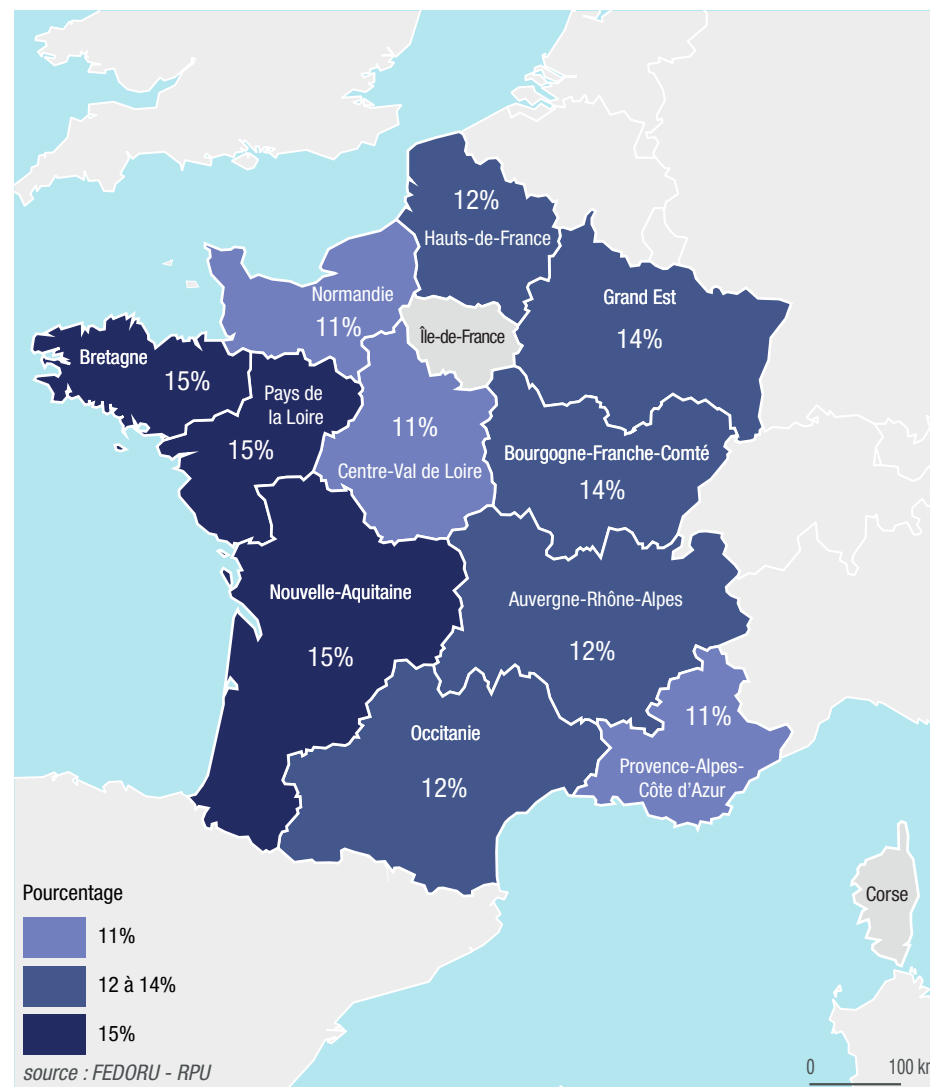 12%
Hauts-de-France
Normandie
11%
Grand Est
14%
Île-de-France
Bretagne
15%
Pays de
la Loire
15%
11%
Centre-Val de Loire
Bourgogne-Franche-Comté
14%
Nouvelle-Aquitaine
15%
Auvergne-Rhône-Alpes
12%
Occitanie
12%
11%
Provence-Alpes-
Côte d'Azur
Corse
Pourcentage
11%
12 à 14%
15%
source : FEDORU - RPU
0 100 km